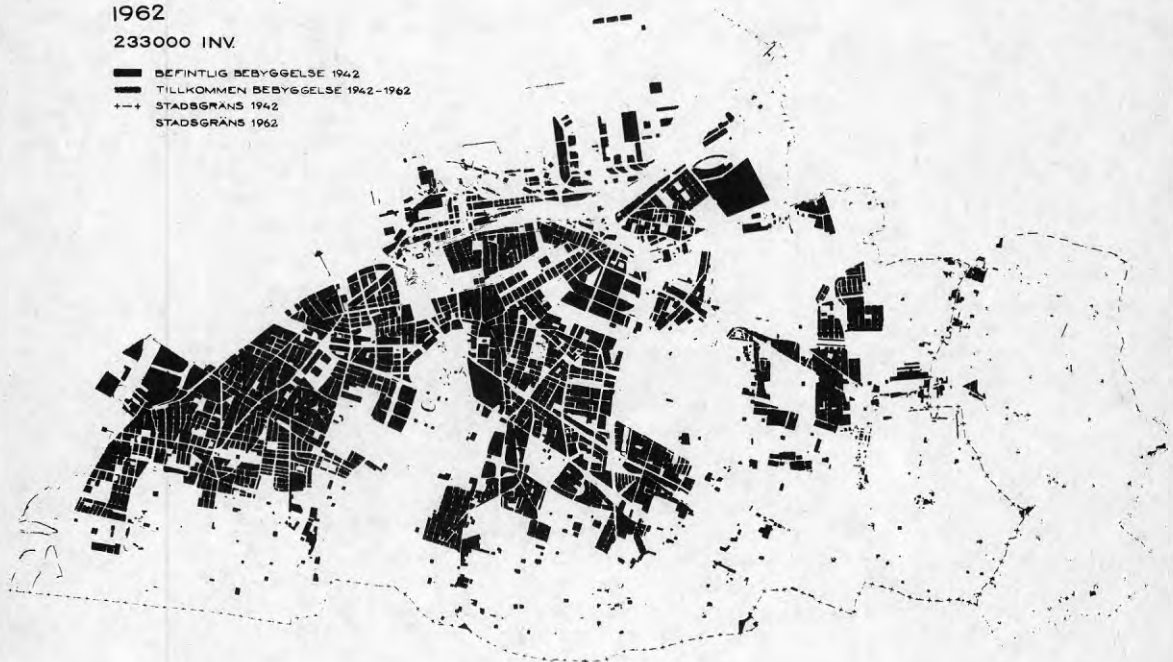 1962
233000 INV.
BEFINTLIG BEBYGGELSE 1942
TILLKOMMEN BEBYGGELSE 1942-1962
STADSGRÄNS 1942
STADSGRÄNS 1962